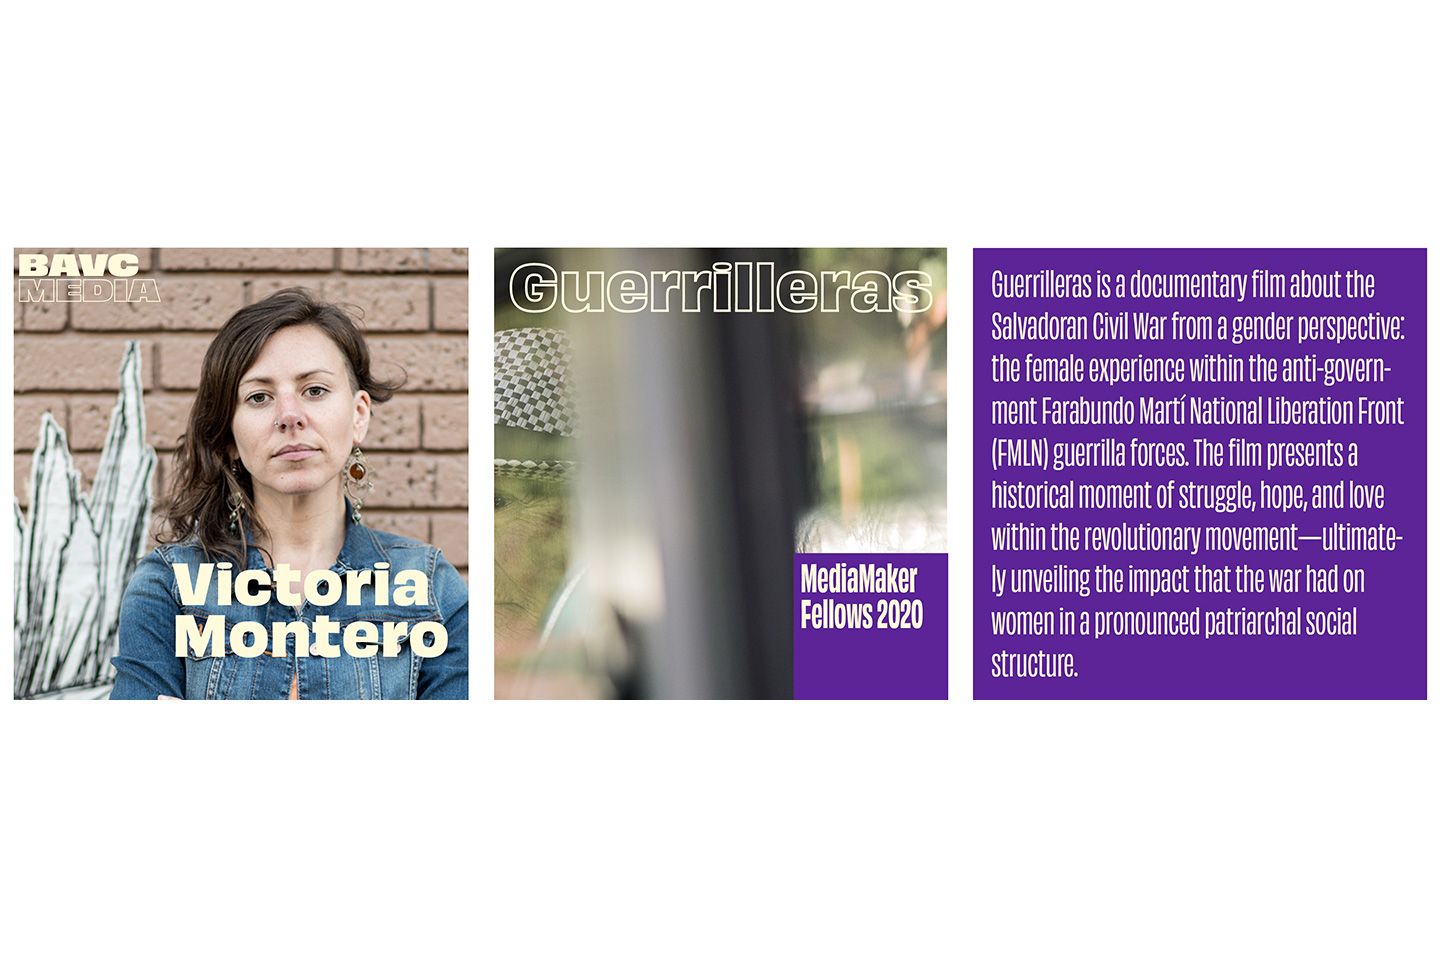 BAVC
MEDIA
Victoria
Montero
Guerrilleras
MediaMaker
Fellows 2020
Guerrilleras is a documentary film about the
Salvadoran Civil War from a gender perspective:
the female experience within the anti-govern-
ment Farabundo Martí National Liberation Front
(FMLN) guerrilla forces. The film presents a
historical moment of struggle, hope, and love
within the revolutionary movement—ultimate-
ly unveiling the impact that the war had on
women in a pronounced patriarchal social
structure.